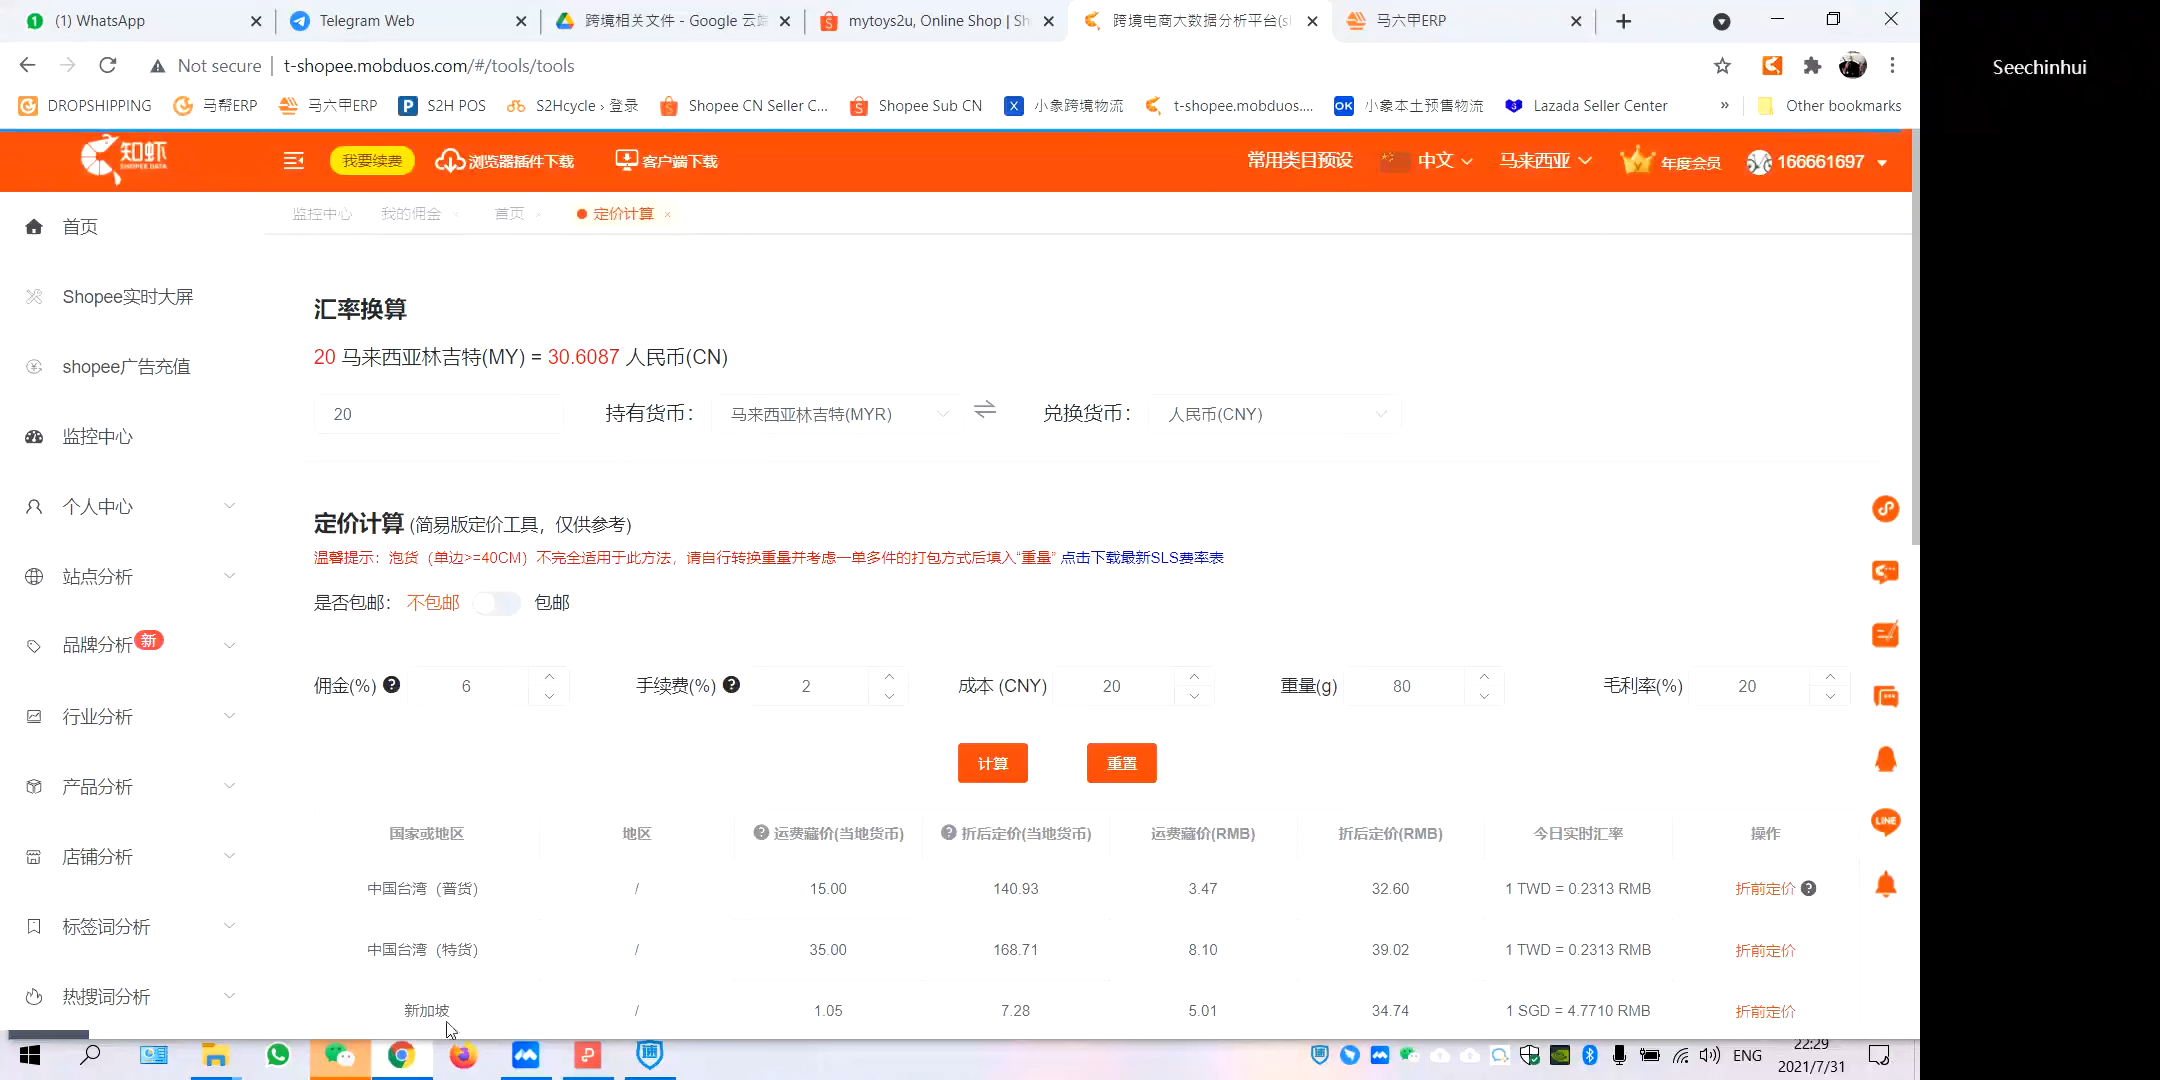 (1) WhatsApp
Telegram Web
跨境相关文件 - Google 云端
mytoys2u, Online Shop | Sh
跨境电商大数据分析平台(sl
马六甲ERP
Seechinhui
Not secure
t-shopee.mobduos.com/#/tools/tools
DROPSHIPPING
马帮ERP
马六甲ERP
S2H POS
S2Hcycle › 登录
Shopee CN Seller C...
Shopee Sub CN
小象跨境物流
t-shopee.mobduos....
小象本土预售物流
Lazada Seller Center
»
Other bookmarks
知虾
SHOPEE DATA
我要续费
浏览器插件下载
客户端下载
常用类目预设
中文
马来西亚
年度会员
166661697
监控中心
我的佣金
首页
定价计算
首页
Shopee实时大屏
shopee广告充值
监控中心
个人中心
站点分析
品牌分析 新
行业分析
产品分析
店铺分析
标签词分析
热搜词分析
汇率换算
20 马来西亚林吉特(MY) = 30.6087 人民币(CN)
20 持有货币： 马来西亚林吉特(MYR) 兑换货币： 人民币(CNY)
定价计算 (简易版定价工具，仅供参考)
温馨提示：泡货（单边>=40CM）不完全适用于此方法，请自行转换重量并考虑一单多件的打包方式后填入“重量” 点击下载最新SLS费率表
是否包邮： 不包邮 包邮
佣金(%) 6 手续费(%) 2 成本 (CNY) 20 重量(g) 80 毛利率(%) 20
计算 重置
国家或地区 地区 运费藏价(当地货币) 折后定价(当地货币) 运费藏价(RMB) 折后定价(RMB) 今日实时汇率 操作
中国台湾（普货） / 15.00 140.93 3.47 32.60 1 TWD = 0.2313 RMB 折前定价
中国台湾（特货） / 35.00 168.71 8.10 39.02 1 TWD = 0.2313 RMB 折前定价
新加坡 / 1.05 7.28 5.01 34.74 1 SGD = 4.7710 RMB 折前定价
LINE
ENG
22:29
2021/7/31